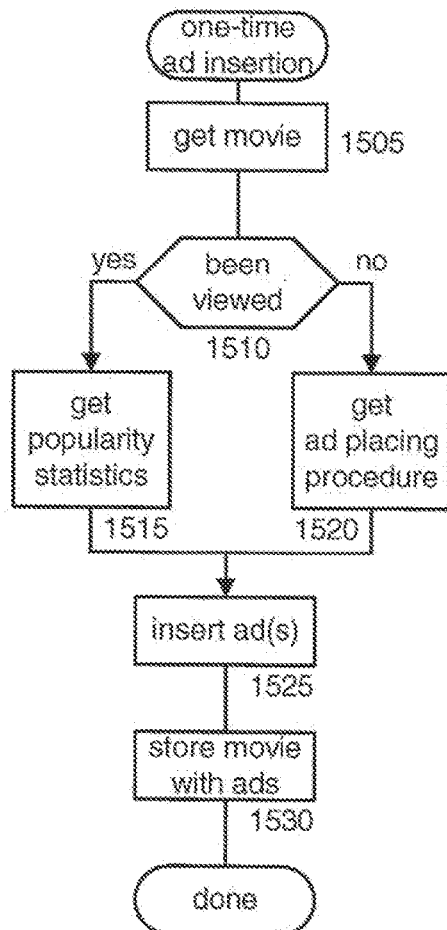 one-time
ad insertion
get movie
1505
yes
been
viewed
no
1510
get
popularity
statistics
1515
get
ad placing
procedure
1520
insert ad(s)
1525
store movie
with ads
1530
done